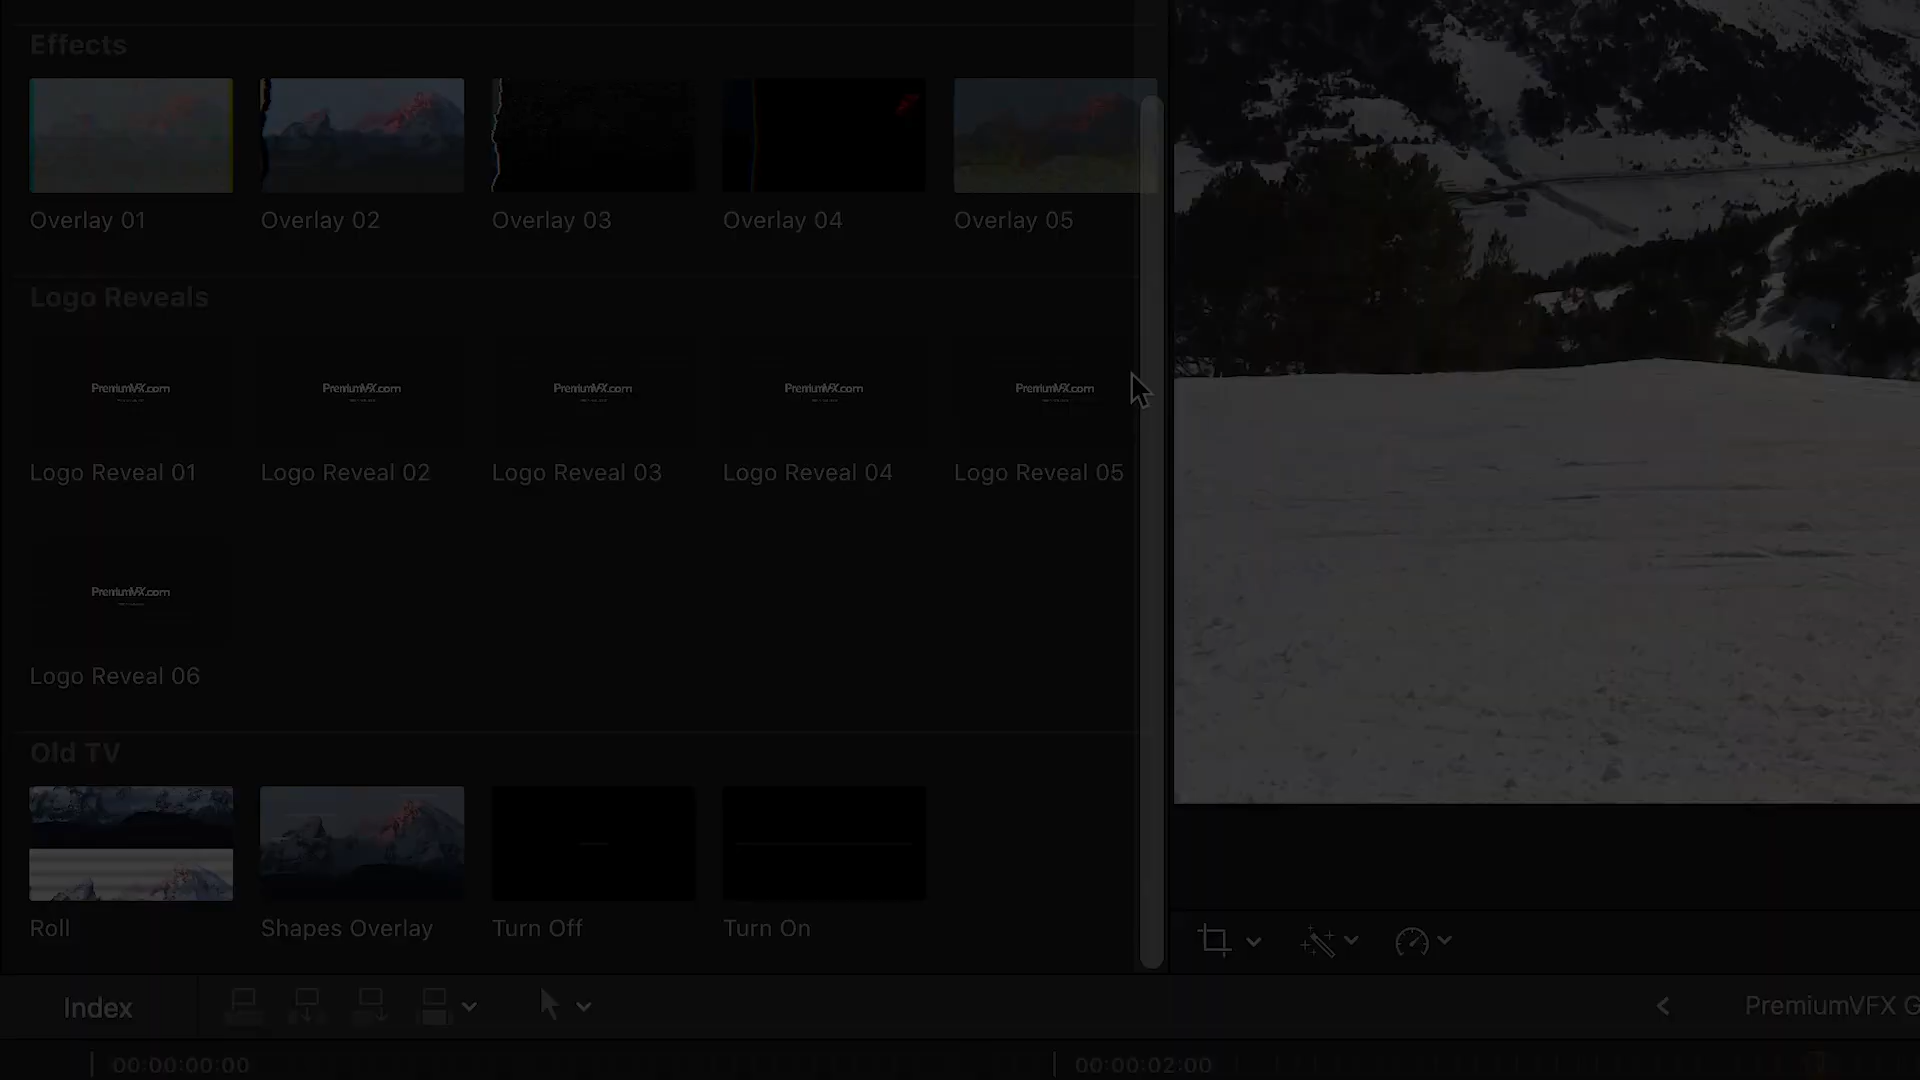 Effects
Overlay 01 Overlay 02 Overlay 03 Overlay 04 Overlay 05
Logo Reveals
PremiumVFX.com PremiumVFX.com PremiumVFX.com PremiumVFX.com PremiumVFX.com
Logo Reveal 01 Logo Reveal 02 Logo Reveal 03 Logo Reveal 04 Logo Reveal 05
PremiumVFX.com
Logo Reveal 06
Old TV
Roll Shapes Overlay Turn Off Turn On
Index PremiumVFX G
00:00:00:00 00:00:02:00